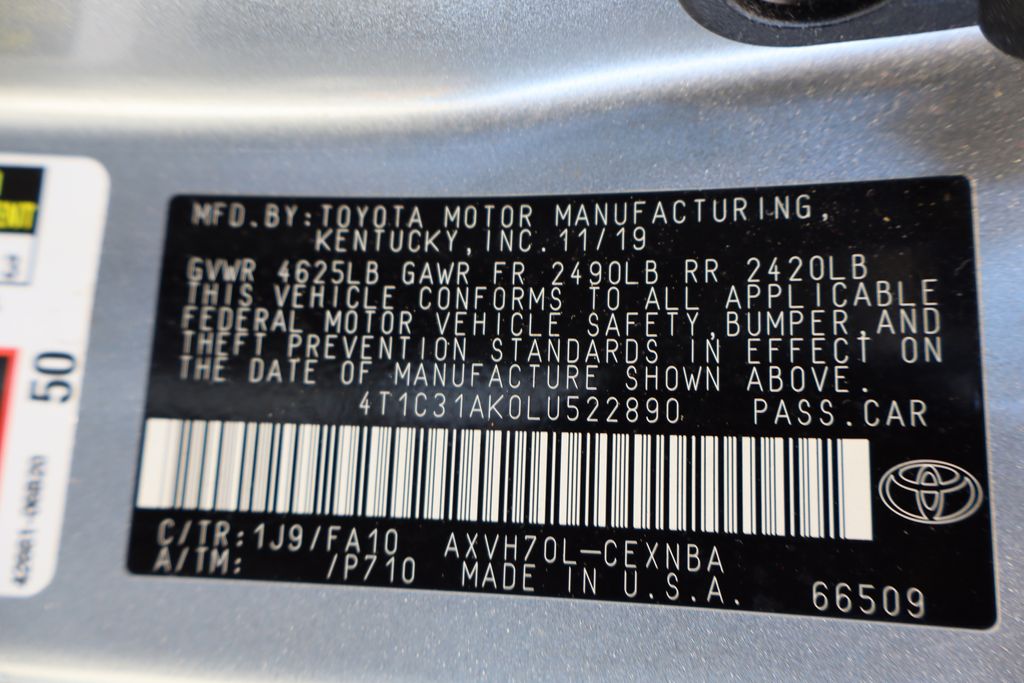 MFD.BY:TOYOTA MOTOR MANUFACTURING,
KENTUCKY,INC.11/19
GVWR 4625LB GAWR FR 2490LB RR 2420LB
THIS VEHICLE CONFORMS TO ALL APPLICABLE
FEDERAL MOTOR VEHICLE SAFETY,BUMPER,AND
THEFT PREVENTION STANDARDS IN EFFECT ON
THE DATE OF MANUFACTURE SHOWN ABOVE.
4T1C31AK0LU522890 PASS.CAR
C/TR:1J9/FA10 AXVH70L-CEXNBA
A/TM: /P710 MADE IN U.S.A.
66509
50